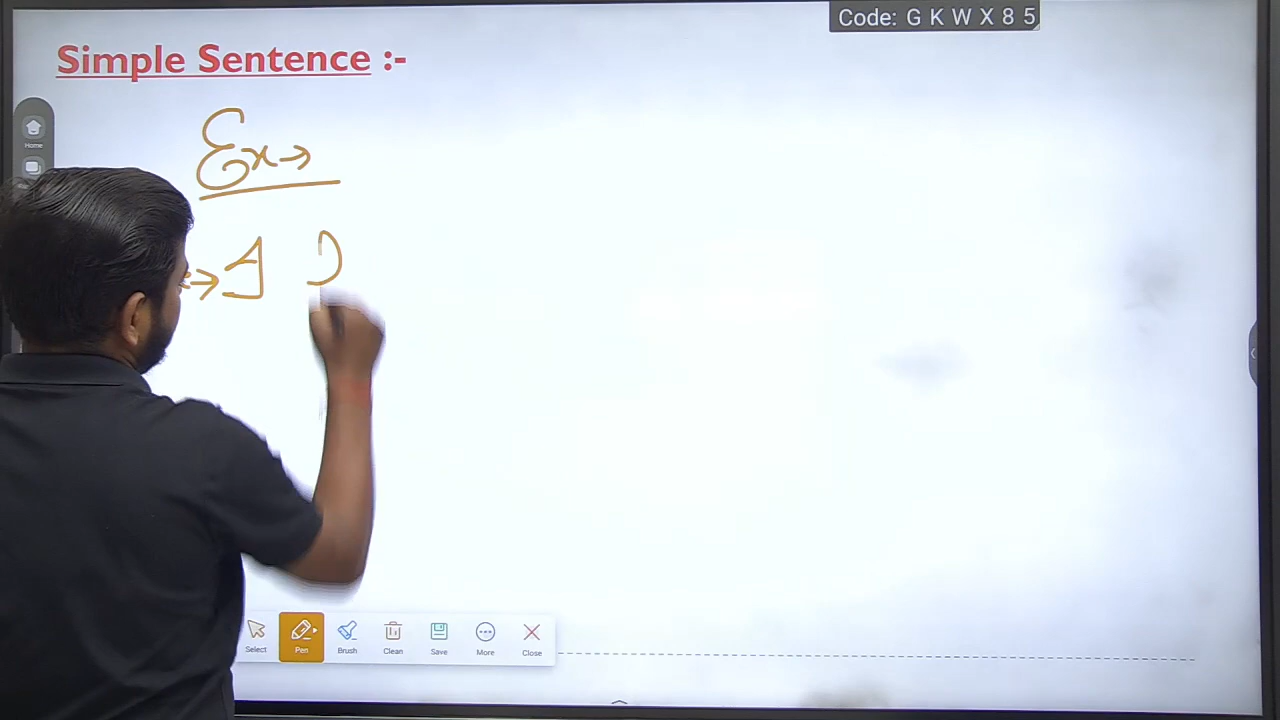 Code: G K W X 8 5
Simple Sentence :-
Home
Ex →
→ I
Select
Pen
Brush
Clean
Save
More
Close